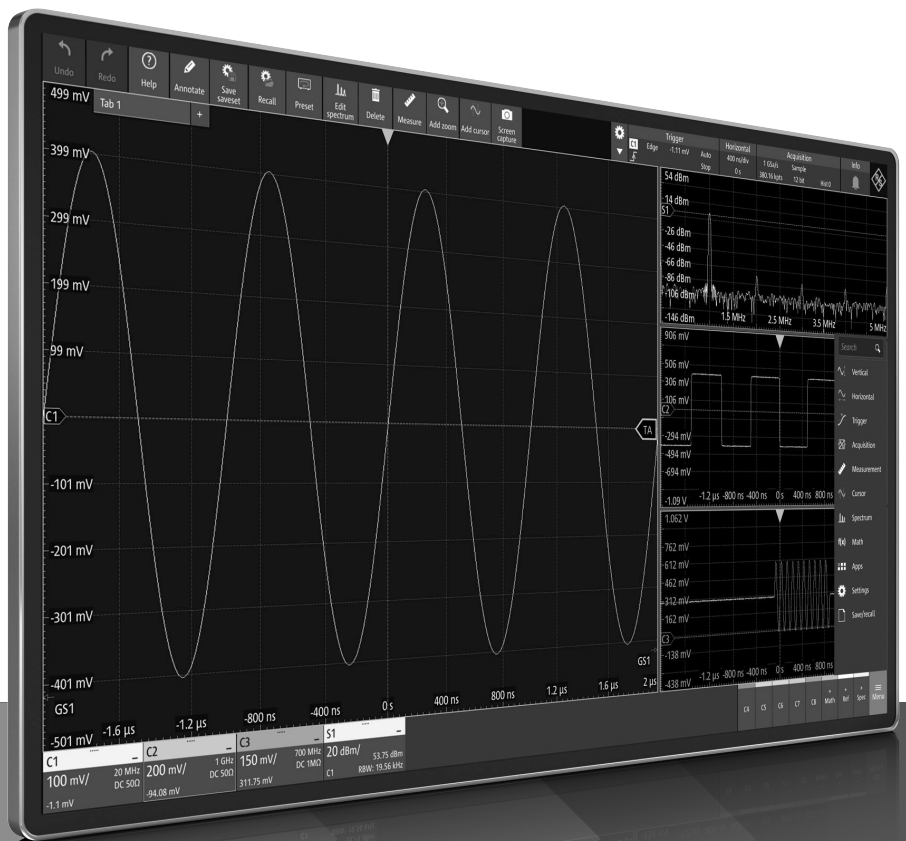 Undo
Redo
Help
Annotate
Save saveset
Recall
Preset
Edit spectrum
Delete
Measure
Add zoom
Add cursor
Screen capture
Trigger
C1 Edge -1.11 mV Auto
Stop
Horizontal
400 ns/div
0 s
Acquisition
1 GSa/s Sample
380.16 kpts 12 bit Hist 0
Info
Tab 1 +
499 mV
399 mV
299 mV
199 mV
99 mV
C1
TA
-101 mV
-201 mV
-301 mV
-401 mV
-501 mV
GS1
GS1
-1.6 µs -1.2 µs -800 ns -400 ns 0 s 400 ns 800 ns 1.2 µs 1.6 µs 2 µs
54 dBm
14 dBm
S1
-26 dBm
-46 dBm
-66 dBm
-86 dBm
-106 dBm
-146 dBm
1.5 MHz 2.5 MHz 3.5 MHz 5 MHz
906 mV
506 mV
306 mV
106 mV
C2
-294 mV
-494 mV
-694 mV
-1.09 V
-1.2 µs -800 ns -400 ns 0 s 400 ns 800 ns
1.062 V
762 mV
612 mV
462 mV
312 mV
162 mV
C3
-138 mV
-438 mV
-1.2 µs -800 ns -400 ns 0 s 400 ns 800 ns
Search
Vertical
Horizontal
Trigger
Acquisition
Measurement
Cursor
Spectrum
f(x) Math
Apps
Settings
Save/recall
C1
100 mV/ 20 MHz
DC 50Ω
-1.1 mV
C2
200 mV/ 1 GHz
DC 50Ω
-94.08 mV
C3
150 mV/ 700 MHz
DC 1MΩ
311.75 mV
S1
20 dBm/ 53.75 dBm
C1 RBW: 19.56 kHz
C4 C5 C6 C7 C8 + Math + Ref + Spec Menu